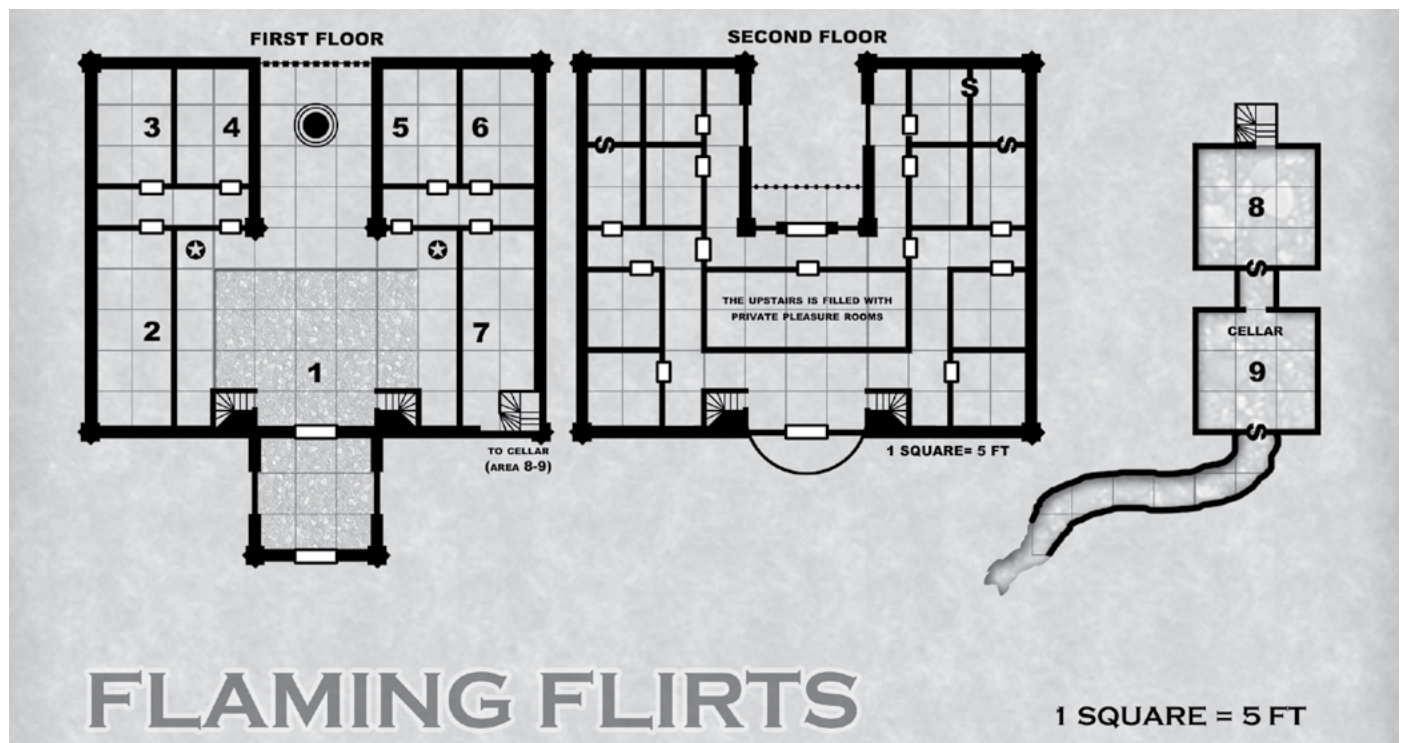 FIRST FLOOR
SECOND FLOOR
3
4
5
6
S
S
S
2
1
7
THE UPSTAIRS IS FILLED WITH
PRIVATE PLEASURE ROOMS
TO CELLAR
(AREA 8-9)
1 SQUARE= 5 FT
8
S
CELLAR
9
S
FLAMING FLIRTS
1 SQUARE = 5 FT